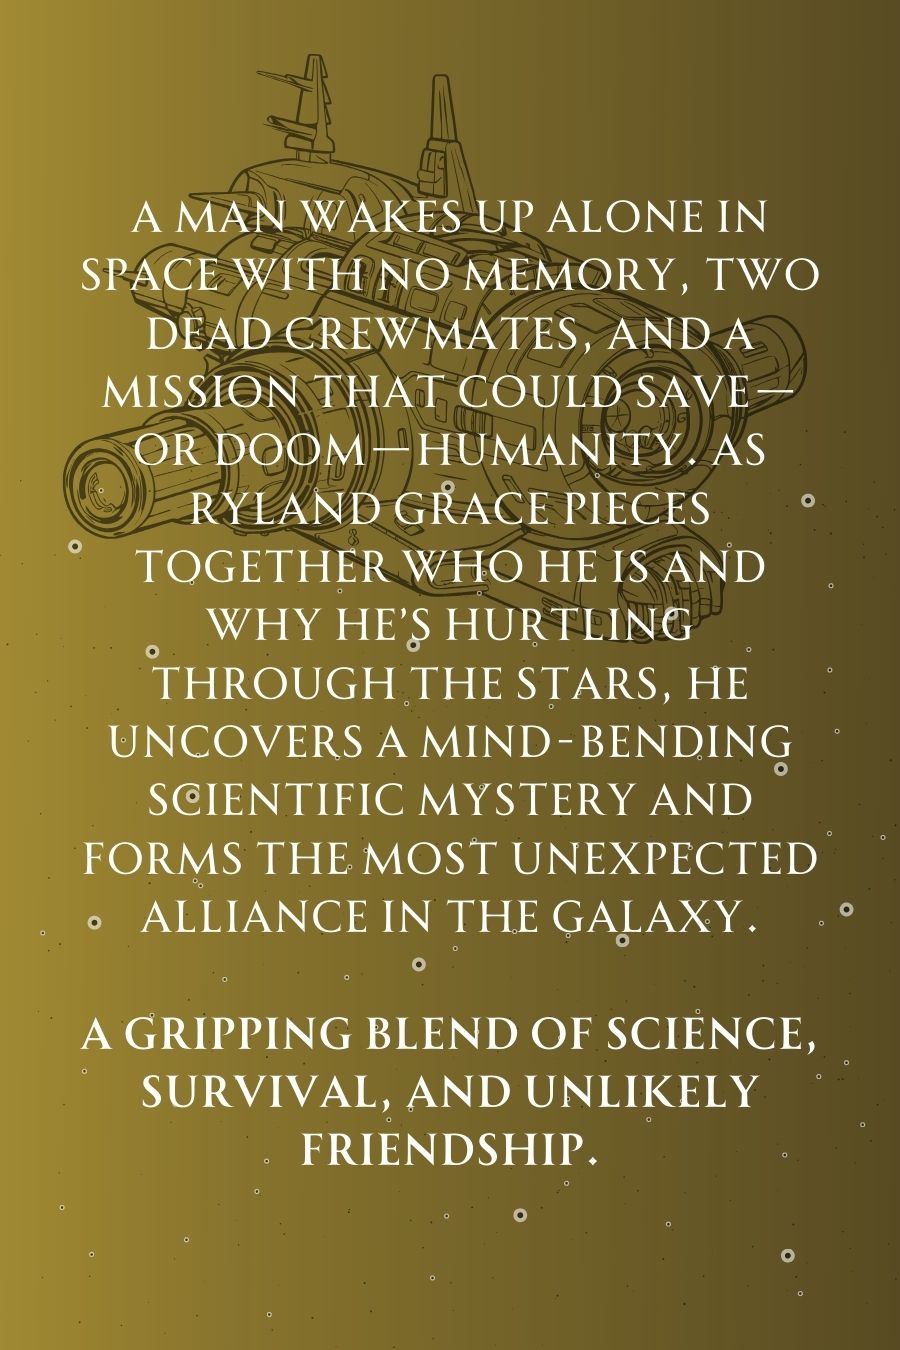 A MAN WAKES UP ALONE IN
SPACE WITH NO MEMORY, TWO
DEAD CREWMATES, AND A
MISSION THAT COULD SAVE—
OR DOOM—HUMANITY. AS
RYLAND GRACE PIECES
TOGETHER WHO HE IS AND
WHY HE’S HURTLING
THROUGH THE STARS, HE
UNCOVERS A MIND-BENDING
SCIENTIFIC MYSTERY AND
FORMS THE MOST UNEXPECTED
ALLIANCE IN THE GALAXY.
A GRIPPING BLEND OF SCIENCE,
SURVIVAL, AND UNLIKELY
FRIENDSHIP.